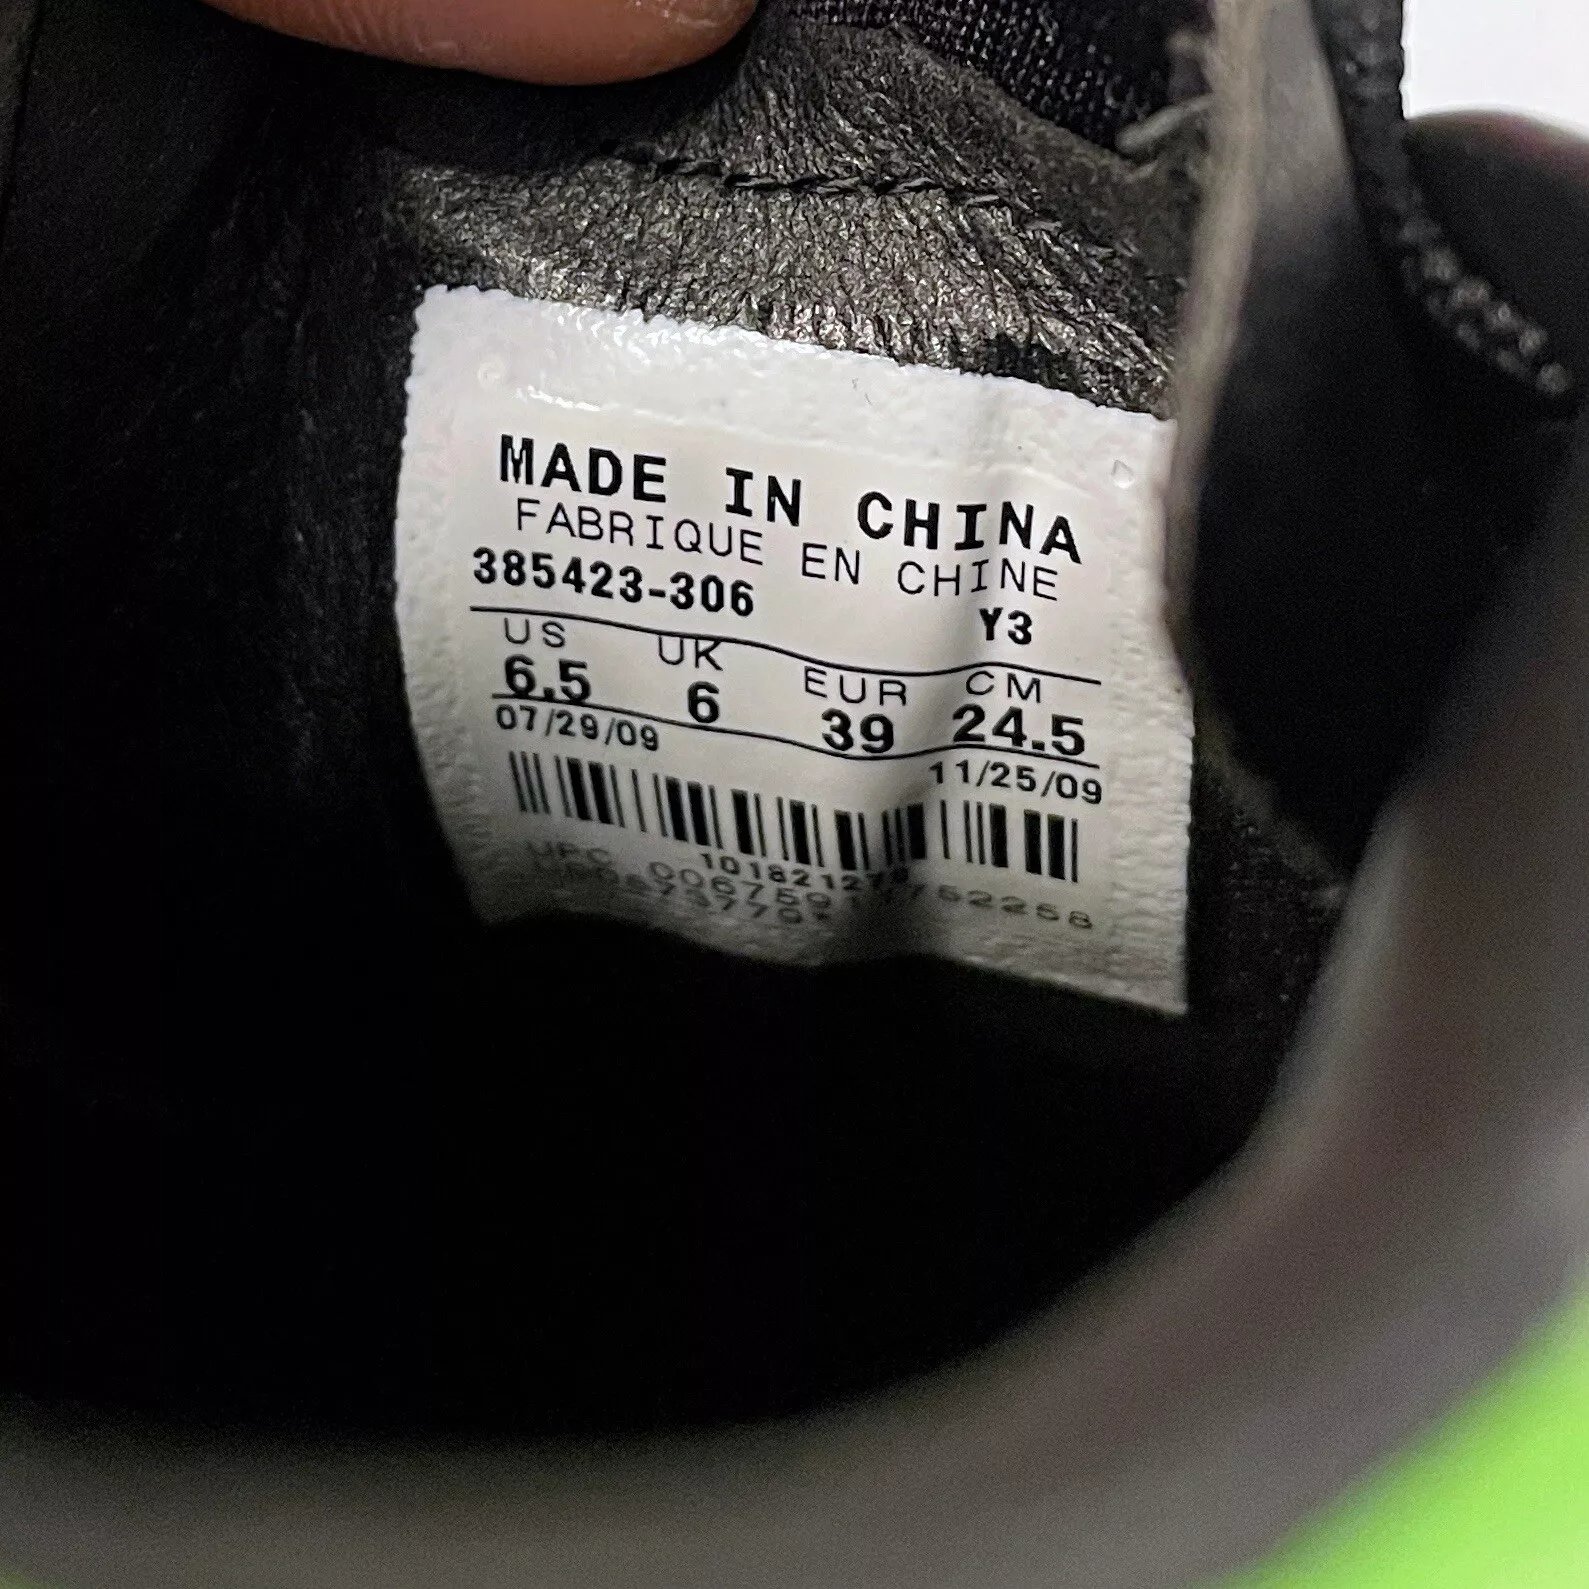 MADE IN CHINA
FABRIQUE EN CHINE
385423-306 Y3
US UK EUR CM
6.5 6 39 24.5
07/29/09 11/25/09
UPC